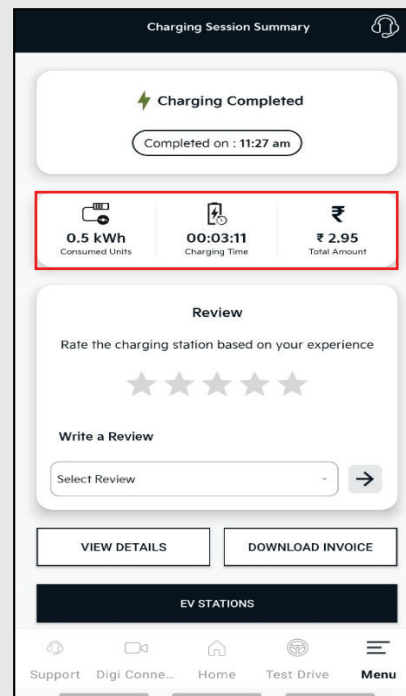 Charging Session Summary
Charging Completed
Completed on : 11:27 am
0.5 kWh 00:03:11 ₹ 2.95
Consumed Units Charging Time Total Amount
₹
Review
Rate the charging station based on your experience
Write a Review
Select Review
VIEW DETAILS DOWNLOAD INVOICE
EV STATIONS
Support Digi Conne... Home Test Drive Menu